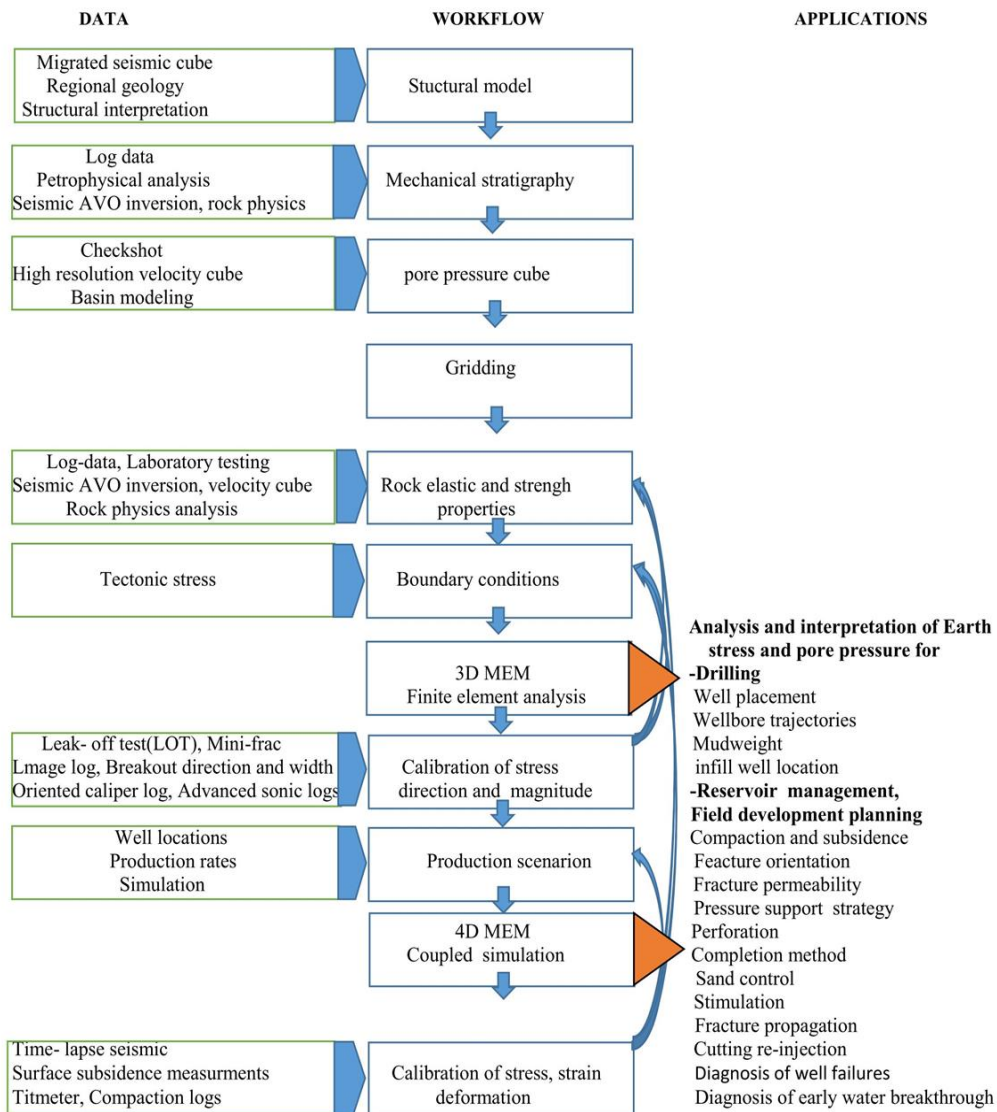 DATA
WORKFLOW
APPLICATIONS
Migrated seismic cube
Regional geology
Structural interpretation
Stuctural model
Log data
Petrophysical analysis
Seismic AVO inversion, rock physics
Mechanical stratigraphy
Checkshot
High resolution velocity cube
Basin modeling
pore pressure cube
Gridding
Log-data, Laboratory testing
Seismic AVO inversion, velocity cube
Rock physics analysis
Rock elastic and strengh
properties
Tectonic stress
Boundary conditions
3D MEM
Finite element analysis
Leak- off test(LOT), Mini-frac
Lmage log, Breakout direction and width
Oriented caliper log, Advanced sonic logs
Calibration of stress
direction and magnitude
Well locations
Production rates
Simulation
Production scenarion
4D MEM
Coupled simulation
Time- lapse seismic
Surface subsidence measurments
Titmeter, Compaction logs
Calibration of stress, strain
deformation
Analysis and interpretation of Earth
stress and pore pressure for
-Drilling
Well placement
Wellbore trajectories
Mudweight
infill well location
-Reservoir management,
Field development planning
Compaction and subsidence
Feacture orientation
Fracture permeability
Pressure support strategy
Perforation
Completion method
Sand control
Stimulation
Fracture propagation
Cutting re-injection
Diagnosis of well failures
Diagnosis of early water breakthrough